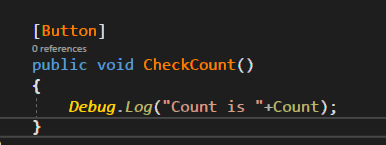 [Button]
0 references
public void CheckCount()
{
Debug.Log("Count is "+Count);
}